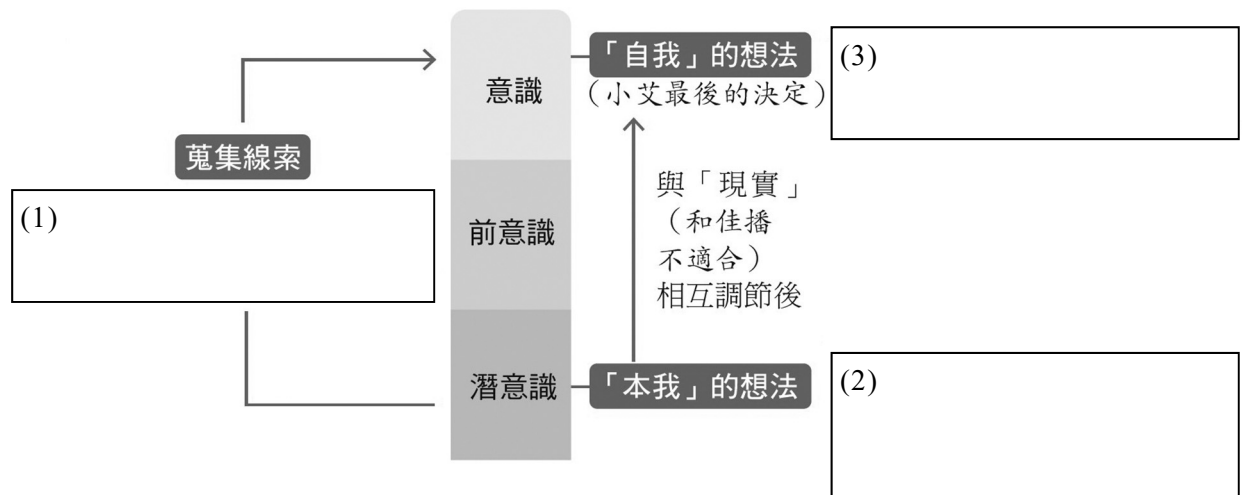 意識
「自我」的想法
(3)
（小艾最後的決定）
蒐集線索
(1)
前意識
與「現實」
（和佳播
不適合）
相互調節後
潛意識
「本我」的想法
(2)